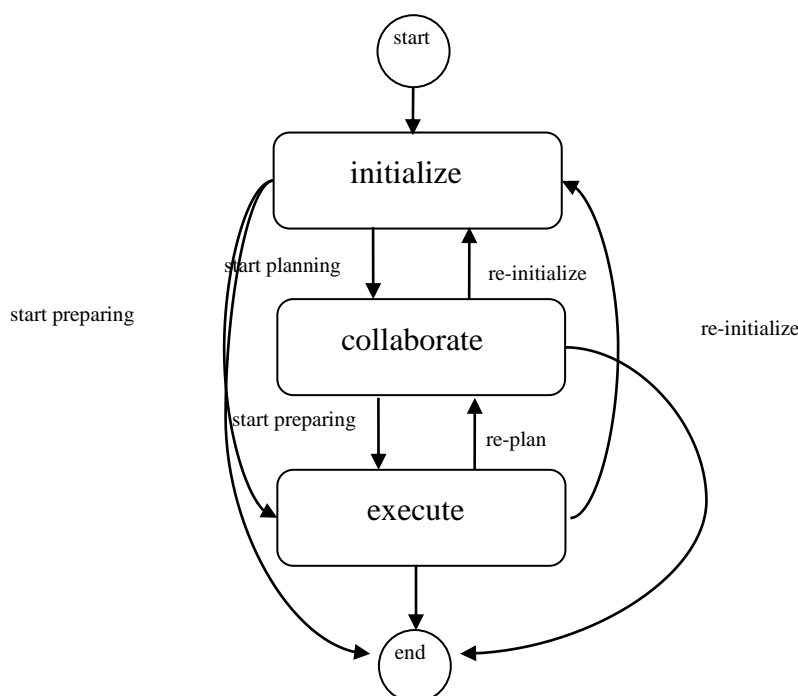 start
initialize
start planning
re-initialize
start preparing
re-initialize
collaborate
start preparing
re-plan
execute
end